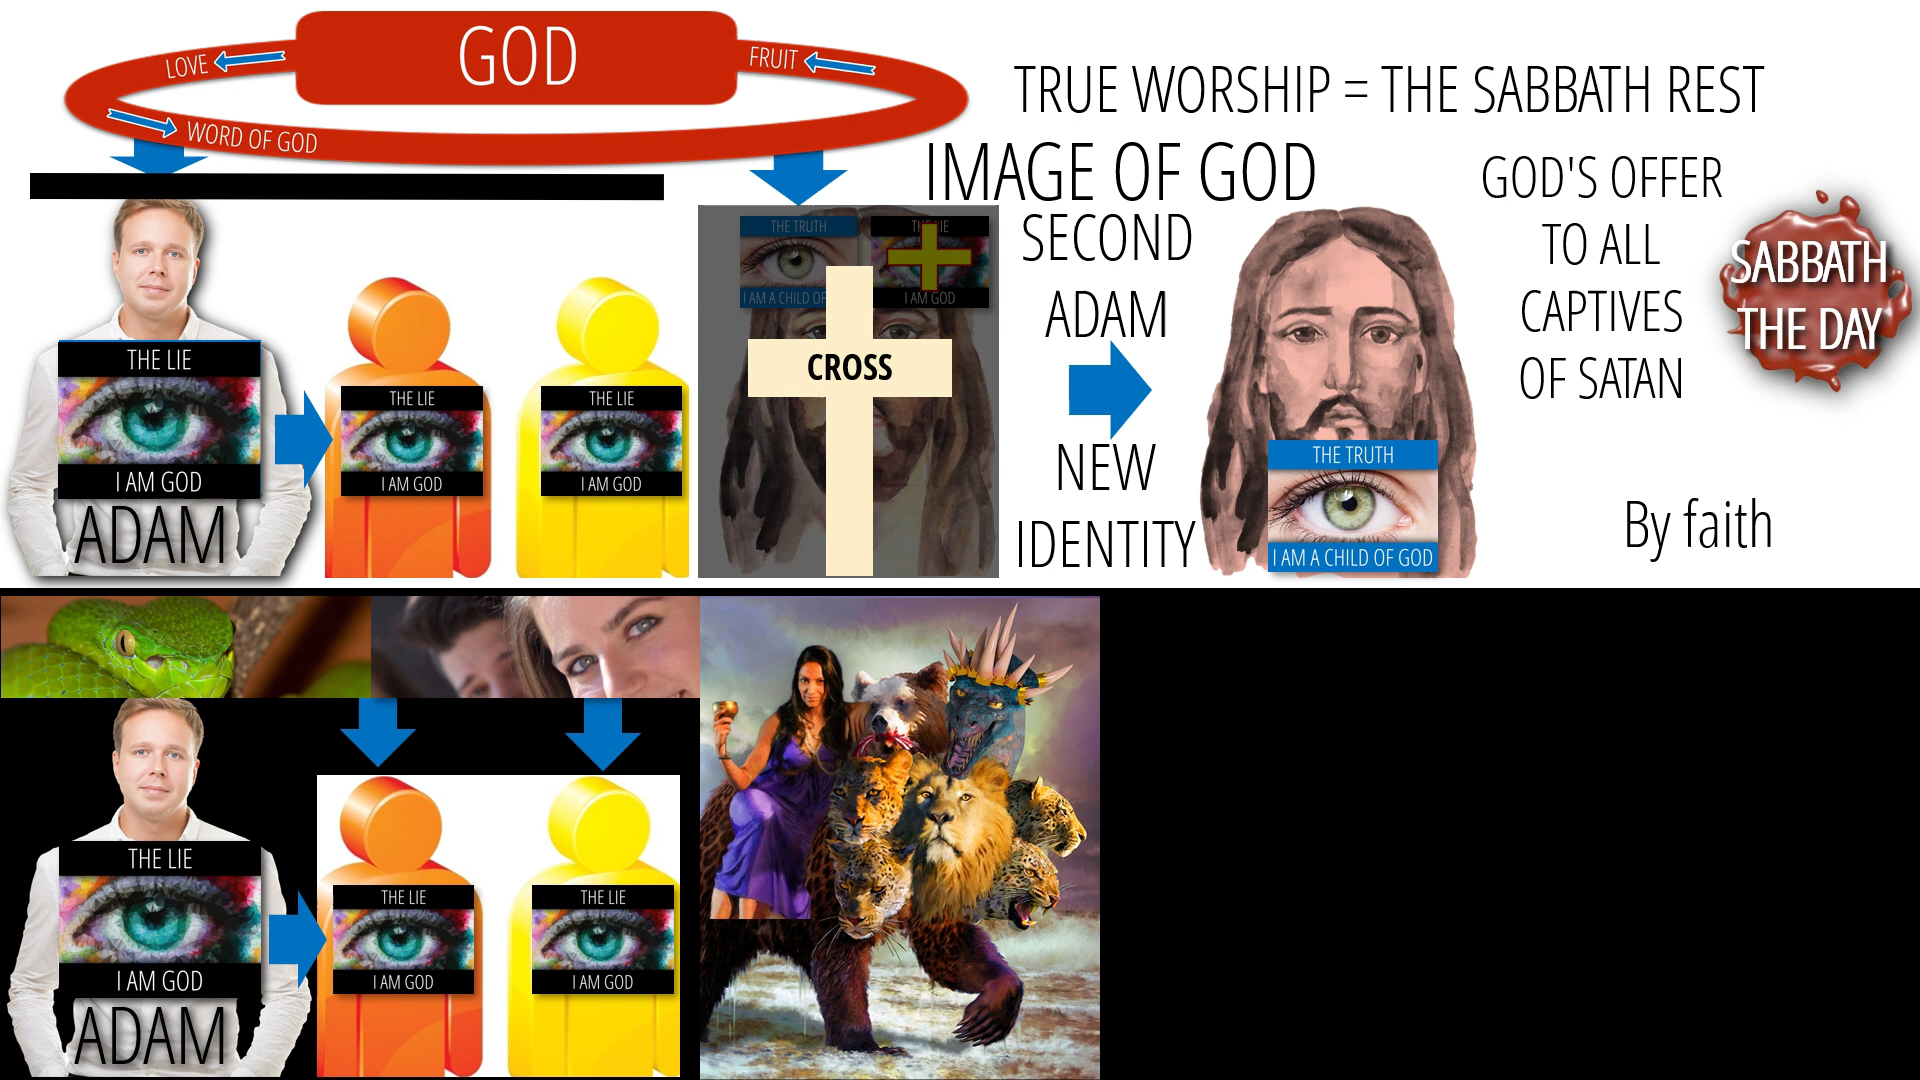 GOD
LOVE
FRUIT
WORD OF GOD
TRUE WORSHIP = THE SABBATH REST
IMAGE OF GOD
SECOND
ADAM
NEW
IDENTITY
GOD'S OFFER
TO ALL
CAPTIVES
OF SATAN
SABBATH
THE DAY
By faith
THE LIE
I AM GOD
ADAM
THE LIE
I AM GOD
THE LIE
I AM GOD
THE TRUTH
I AM A CHILD OF
THE LIE
I AM GOD
CROSS
THE TRUTH
I AM A CHILD OF GOD
THE LIE
I AM GOD
ADAM
THE LIE
I AM GOD
THE LIE
I AM GOD